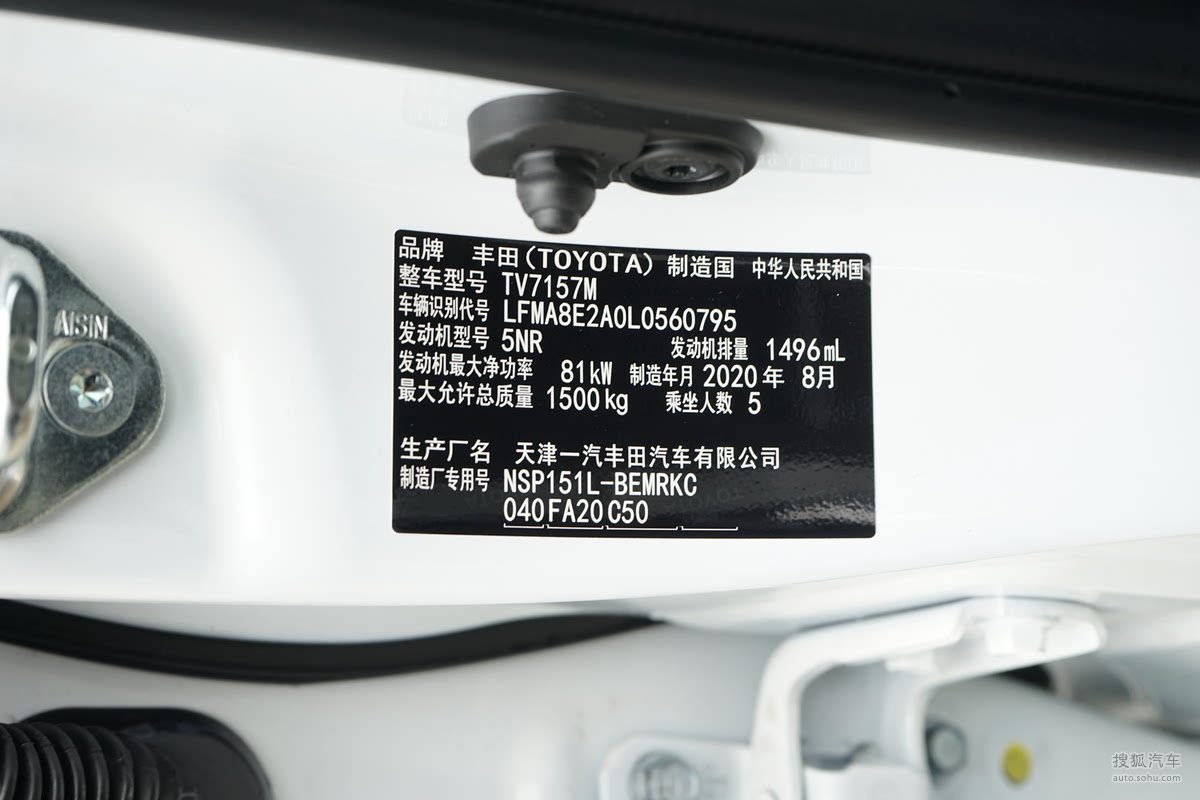 AISIN
品牌 丰田(TOYOTA) 制造国 中华人民共和国
整车型号 TV7157M
车辆识别代号 LFMA8E2A0L0560795
发动机型号 5NR 发动机排量 1496mL
发动机最大净功率 81kW 制造年月 2020年 8月
最大允许总质量 1500kg 乘坐人数 5
生产厂名 天津一汽丰田汽车有限公司
制造厂专用号 NSP151L-BEMRKC
040FA20C50
搜狐汽车
auto.sohu.com